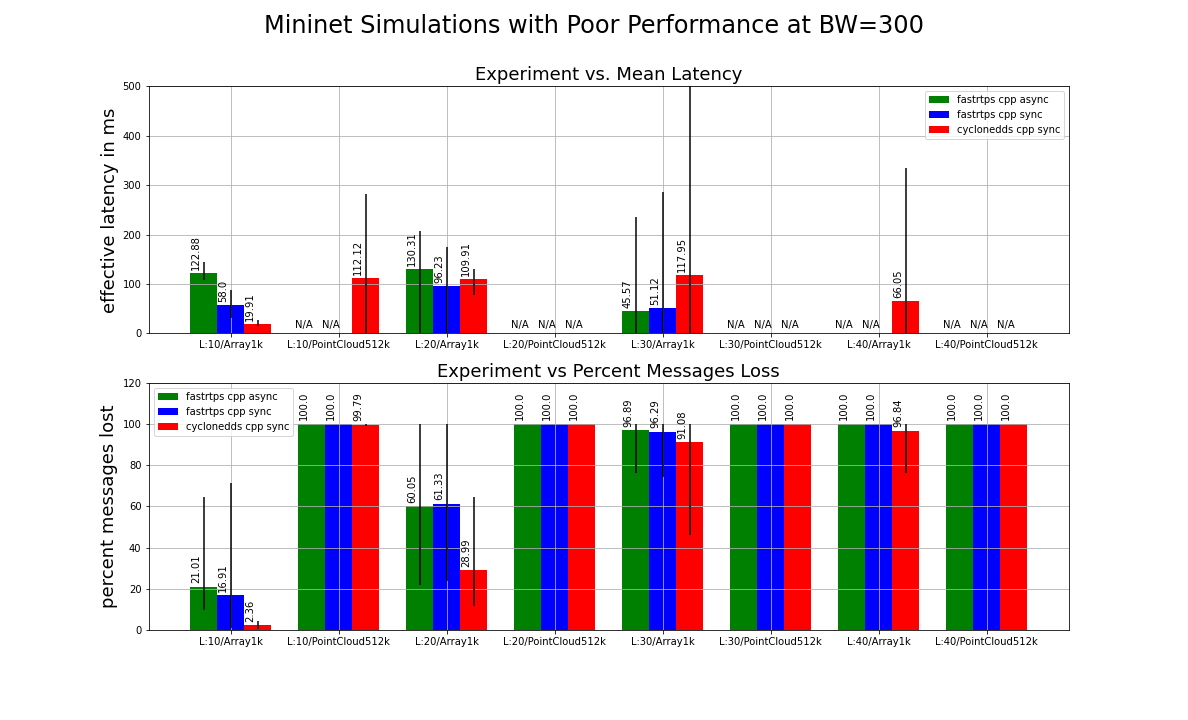 Mininet Simulations with Poor Performance at BW=300
Experiment vs. Mean Latency
effective latency in ms
500
400
300
200
100
0
fastrtps cpp async
fastrtps cpp sync
cyclonedds cpp sync
122.88
58.0
19.91
N/A
N/A
112.12
130.31
96.23
109.91
N/A
N/A
N/A
45.57
51.12
117.95
N/A
N/A
N/A
N/A
N/A
66.05
N/A
N/A
N/A
L:10/Array1k
L:10/PointCloud512k
L:20/Array1k
L:20/PointCloud512k
L:30/Array1k
L:30/PointCloud512k
L:40/Array1k
L:40/PointCloud512k
Experiment vs Percent Messages Loss
percent messages lost
120
100
80
60
40
20
0
fastrtps cpp async
fastrtps cpp sync
cyclonedds cpp sync
21.01
16.91
2.36
100.0
100.0
99.79
60.05
61.33
28.99
100.0
100.0
100.0
96.89
96.29
91.08
100.0
100.0
100.0
100.0
100.0
96.84
100.0
100.0
100.0
L:10/Array1k
L:10/PointCloud512k
L:20/Array1k
L:20/PointCloud512k
L:30/Array1k
L:30/PointCloud512k
L:40/Array1k
L:40/PointCloud512k